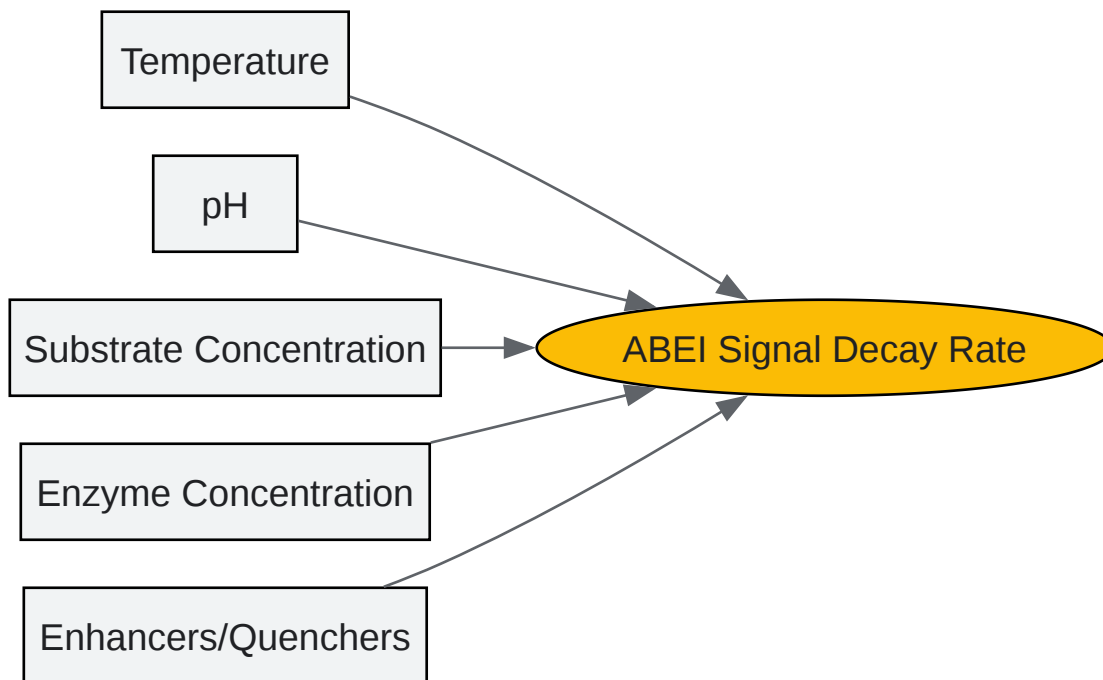 Temperature
pH
Substrate Concentration
ABEI Signal Decay Rate
Enzyme Concentration
Enhancers/Quenchers